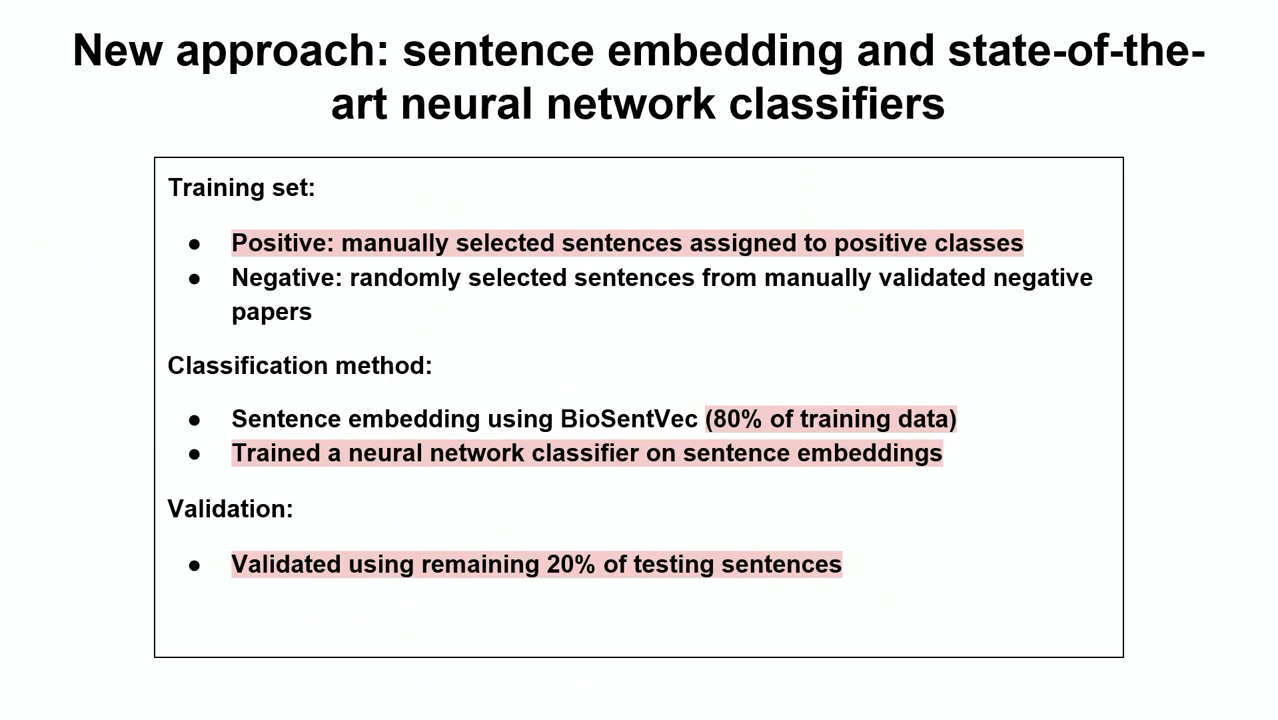 New approach: sentence embedding and state-of-the-
art neural network classifiers
Training set:
● Positive: manually selected sentences assigned to positive classes
● Negative: randomly selected sentences from manually validated negative
papers
Classification method:
● Sentence embedding using BioSentVec (80% of training data)
● Trained a neural network classifier on sentence embeddings
Validation:
● Validated using remaining 20% of testing sentences